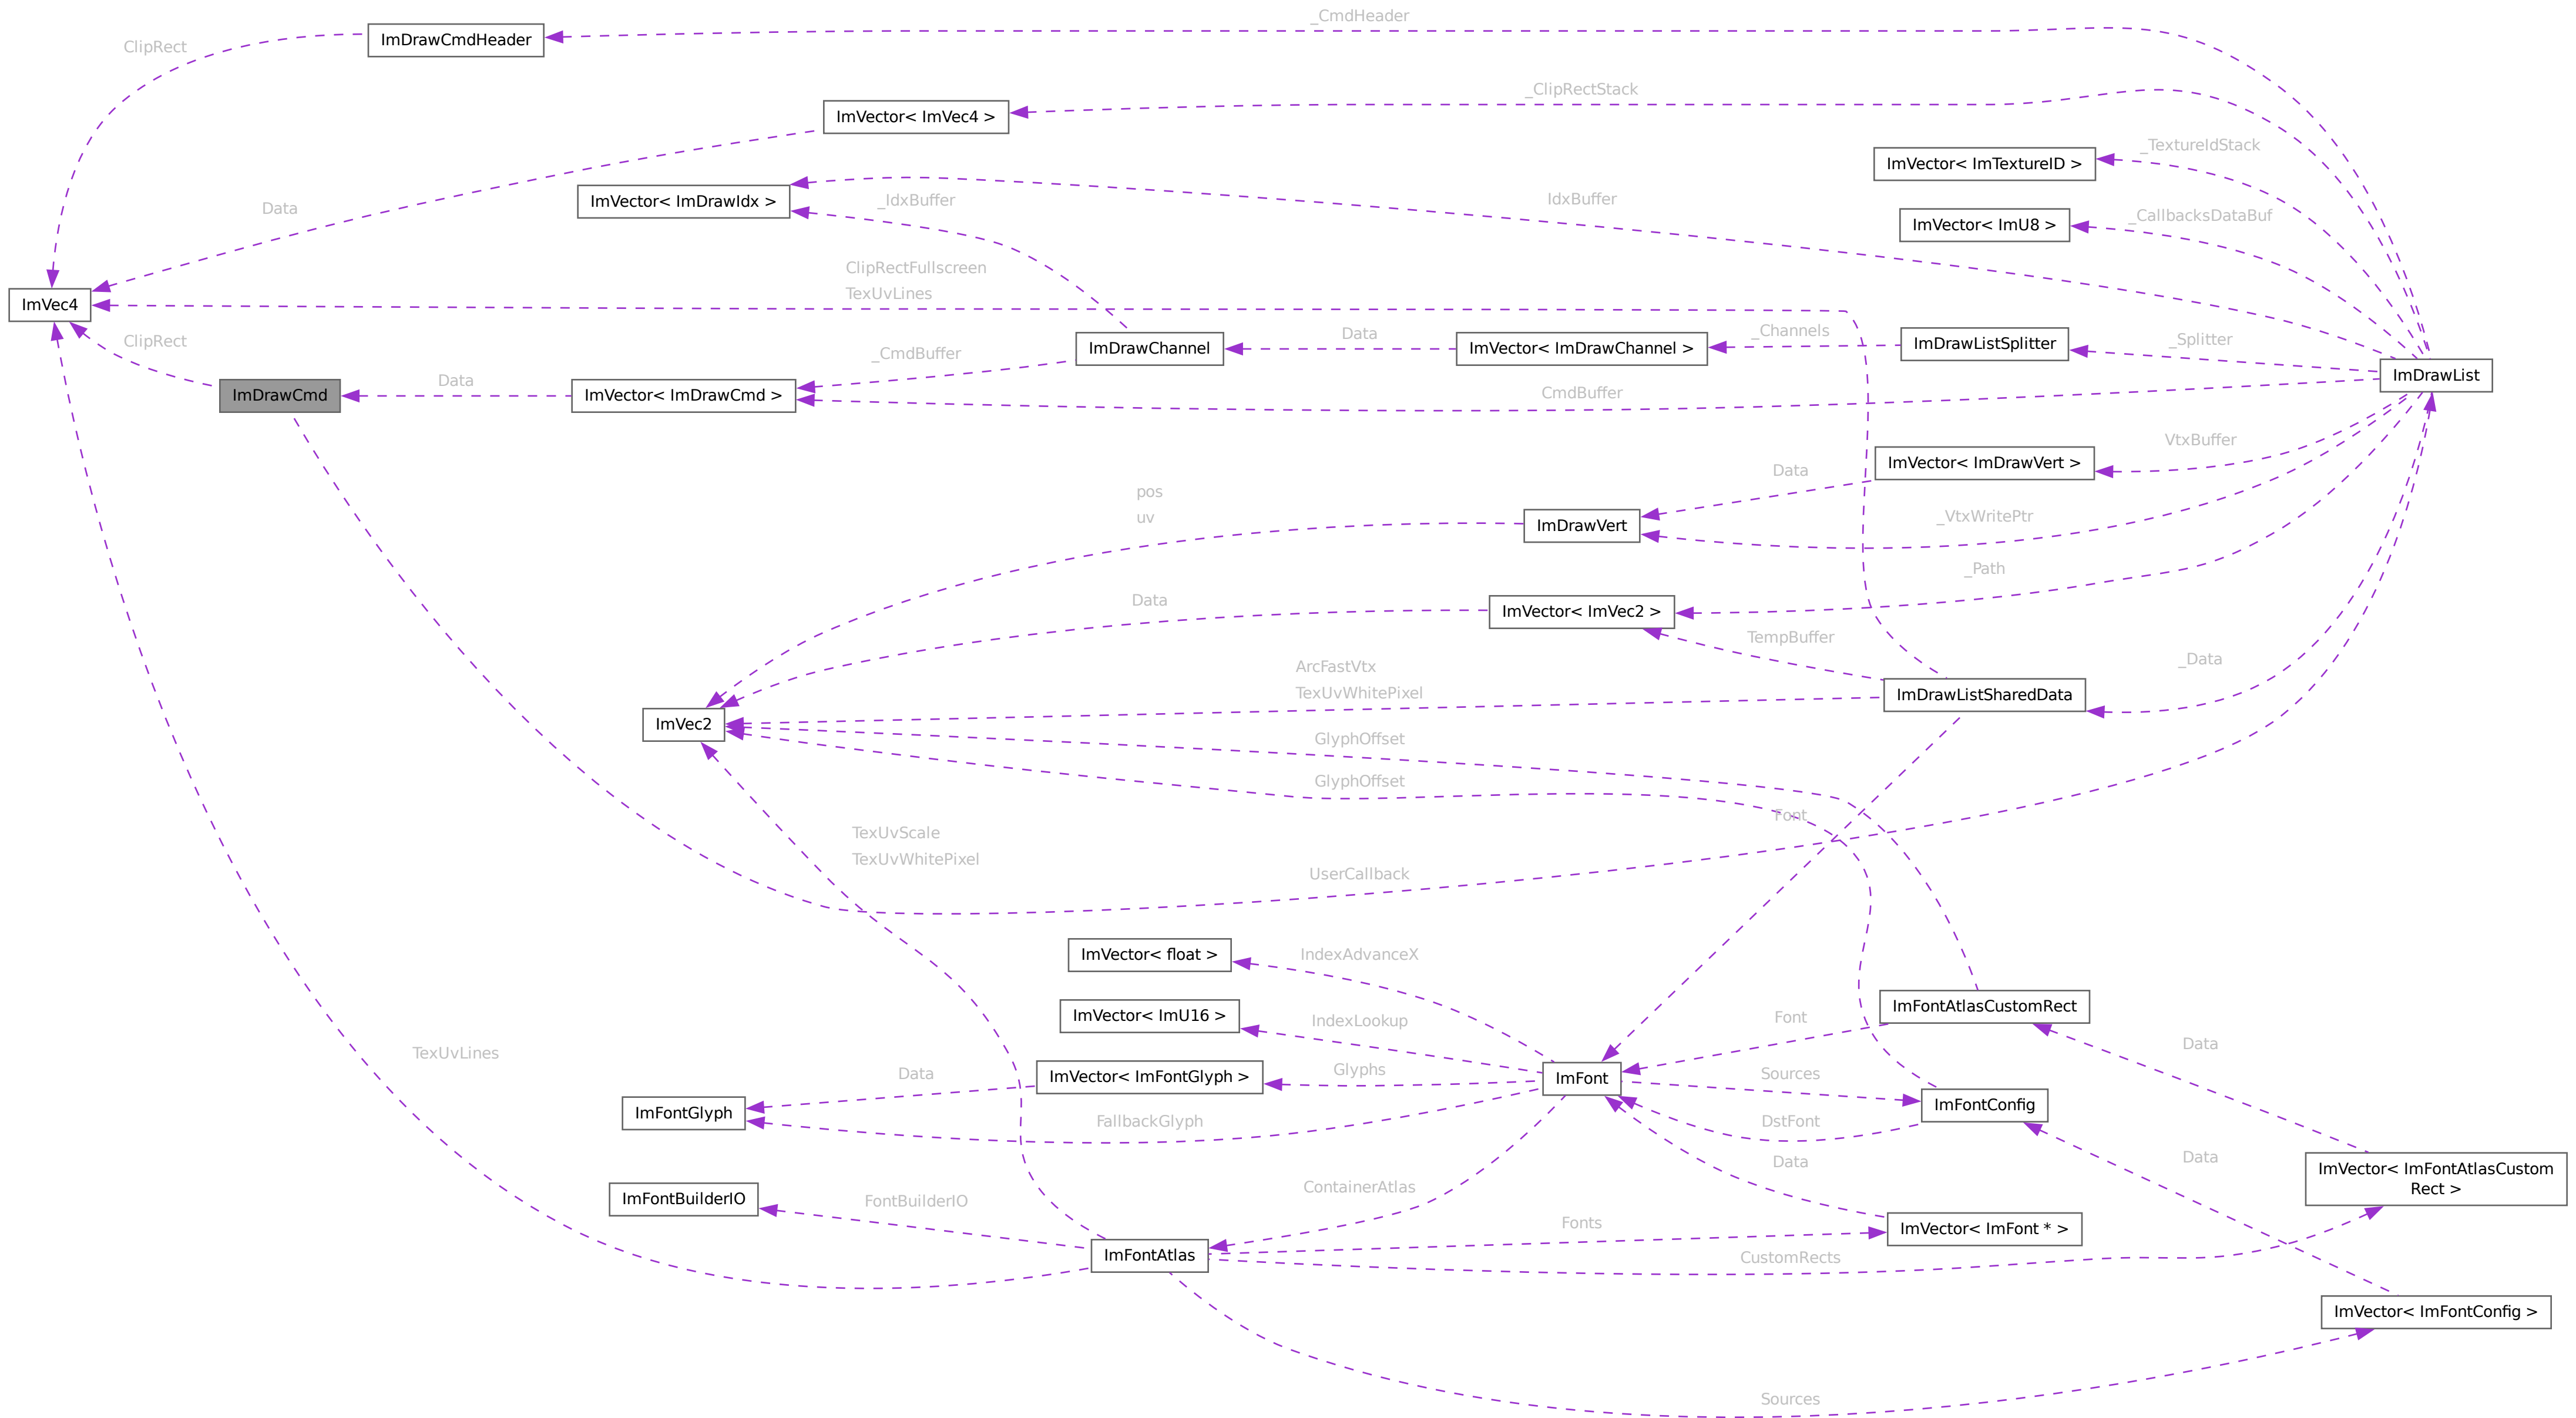 _CmdHeader
ImDrawCmdHeader
ClipRect
_ClipRectStack
ImVector< ImVec4 >
_TextureIdStack
ImVector< ImTextureID >
ImVector< ImDrawIdx >
_IdxBuffer
IdxBuffer
Data
_CallbacksDataBuf
ImVector< ImU8 >
ClipRectFullscreen
TexUvLines
ImVec4
ClipRect
ImDrawChannel
Data
ImVector< ImDrawChannel >
_Channels
ImDrawListSplitter
_Splitter
_CmdBuffer
ImDrawList
ImDrawCmd
Data
ImVector< ImDrawCmd >
CmdBuffer
VtxBuffer
ImVector< ImDrawVert >
Data
pos
uv
ImDrawVert
_VtxWritePtr
_Path
Data
ImVector< ImVec2 >
TempBuffer
_Data
ArcFastVtx
TexUvWhitePixel
ImDrawListSharedData
ImVec2
GlyphOffset
GlyphOffset
Font
TexUvScale
TexUvWhitePixel
UserCallback
ImVector< float >
IndexAdvanceX
ImFontAtlasCustomRect
ImVector< ImU16 >
IndexLookup
Font
Data
TexUvLines
Data
ImVector< ImFontGlyph >
Glyphs
ImFont
Sources
ImFontConfig
ImFontGlyph
FallbackGlyph
DstFont
Data
Data
ImVector< ImFontAtlasCustom
Rect >
ContainerAtlas
ImFontBuilderIO
FontBuilderIO
Fonts
ImVector< ImFont * >
ImFontAtlas
CustomRects
ImVector< ImFontConfig >
Sources